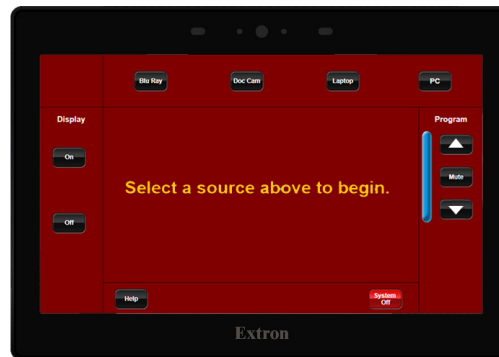 Blu Ray
Doc Cam
Laptop
PC
Display
Program
On
Mute
Select a source above to begin.
Off
Help
System
Off
Extron